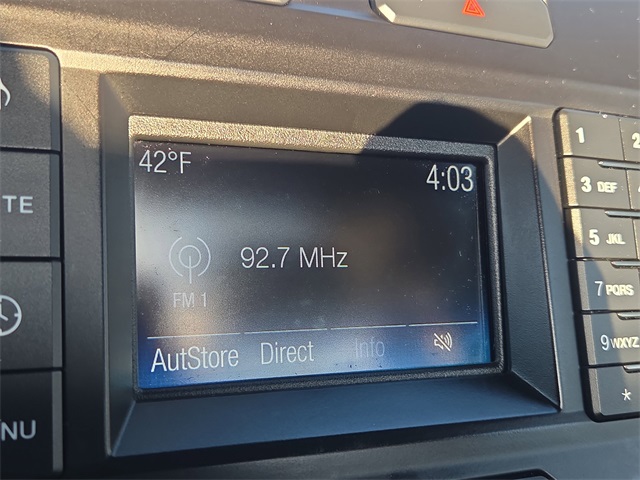 42°F
4:03
92.7 MHz
FM 1
AutStore Direct Info
TE
NU
1
2
3 DEF
5 JKL
7 PQRS
9 WXYZ
*